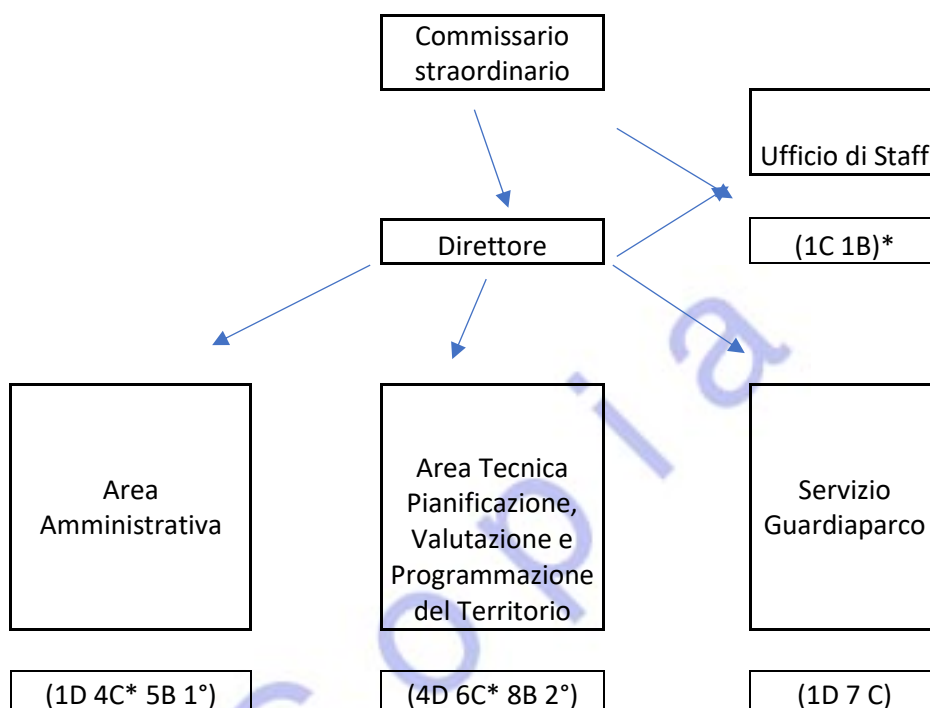 Commissario
straordinario
Ufficio di Staff
Direttore
(1C 1B)*
Area
Amministrativa
Area Tecnica
Pianificazione,
Valutazione e
Programmazione
del Territorio
Servizio
Guardiaparco
(1D 4C* 5B 1°)
(4D 6C* 8B 2°)
(1D 7 C)
Copia